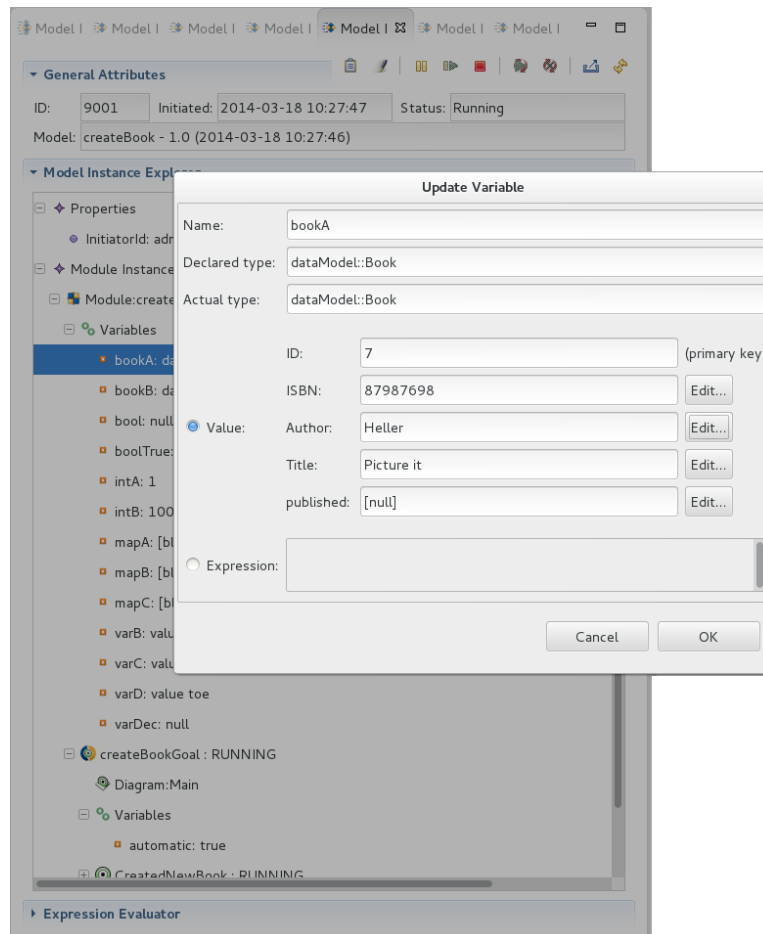 Model I Model I Model I Model I Model I Model I Model I
General Attributes
ID: 9001 Initiated: 2014-03-18 10:27:47 Status: Running
Model: createBook - 1.0 (2014-03-18 10:27:46)
Model Instance Explorer
Update Variable
Properties
Name: bookA
InitiatorId: adr
Declared type: dataModel::Book
Module Instance
Module:create
Actual type: dataModel::Book
Variables
bookA: da
ID: 7 (primary key
bookB: da
ISBN: 87987698 Edit...
bool: null
Value: Author: Heller Edit...
boolTrue:
Title: Picture it Edit...
intA: 1
intB: 100
published: [null] Edit...
mapA: [bl
mapB: [bl
Expression:
mapC: [bl
varB: valu
Cancel OK
varC: valu
varD: value toe
varDec: null
createBookGoal : RUNNING
Diagram:Main
Variables
automatic: true
CreatedNewBook : RUNNING
Expression Evaluator